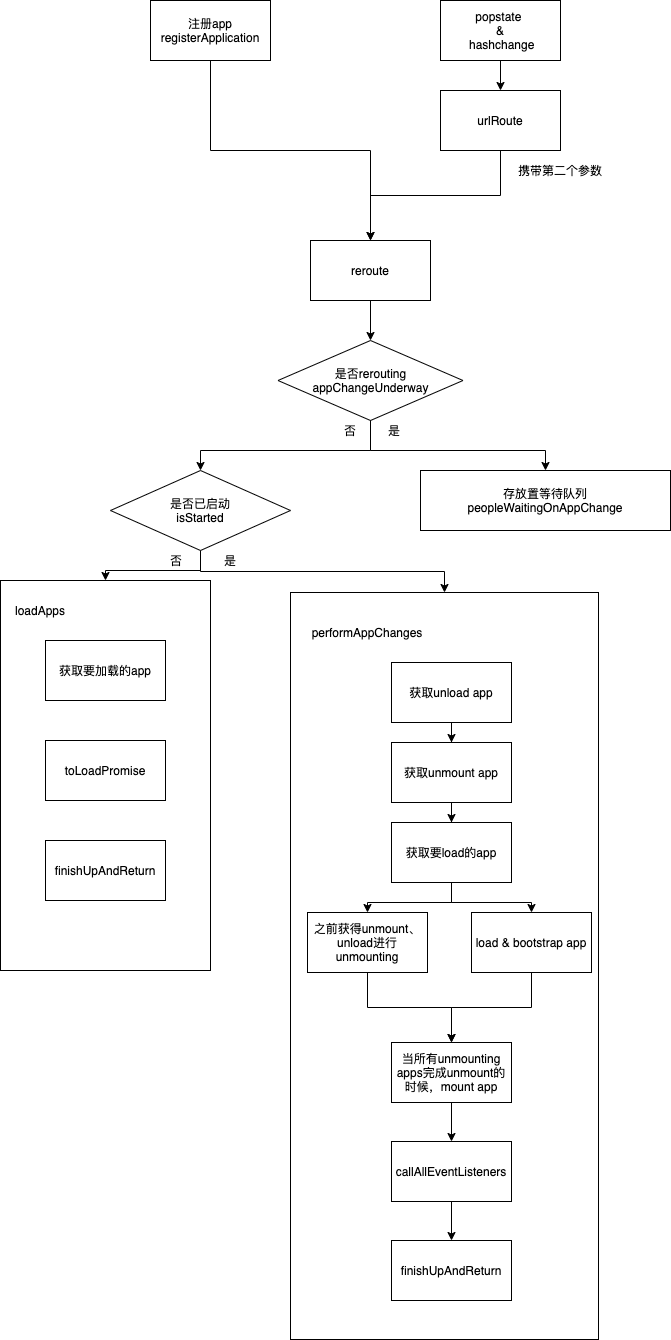 注册app
registerApplication
popstate
&
hashchange
urlRoute
携带第二个参数
reroute
是否rerouting
appChangeUnderway
否
是
是否已启动
isStarted
存放置等待队列
peopleWaitingOnAppChange
否
是
loadApps
获取要加载的app
toLoadPromise
finishUpAndReturn
performAppChanges
获取unload app
获取unmount app
获取要load的app
之前获得unmount、
unload进行
unmounting
load & bootstrap app
当所有unmounting
apps完成unmount的
时候，mount app
callAllEventListeners
finishUpAndReturn